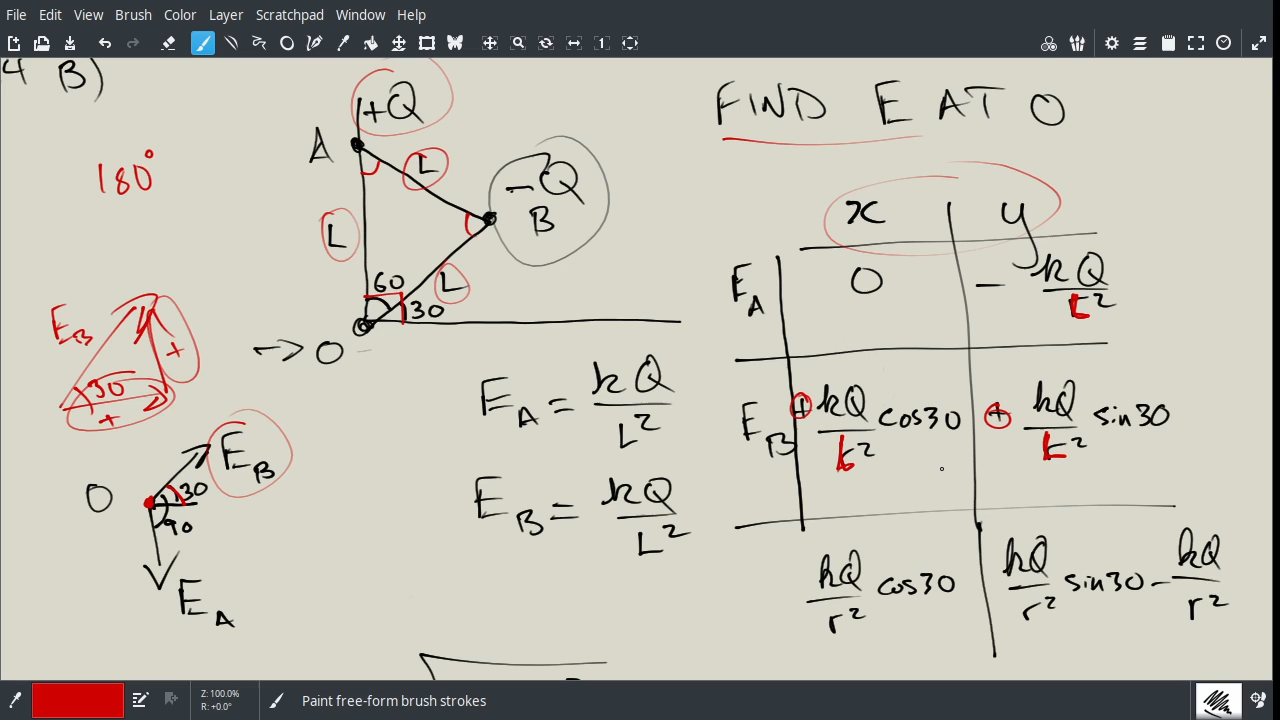 File Edit View Brush Color Layer Scratchpad Window Help
4 B)
+Q
FIND E AT O
A
L
180°
-Q
B
L
x y
60
L
30
E_A 0 - kQ/L²
O
E_B
30
+
+
E_A = kQ/L²
E_B + kQ/L² cos30 + kQ/L² sin30
E_B
O
30
90
E_B = kQ/L²
E_A
kQ/r² cos30 kQ/r² sin30 - kQ/r²
Z: 100.0%
R: +0.0°
Paint free-form brush strokes